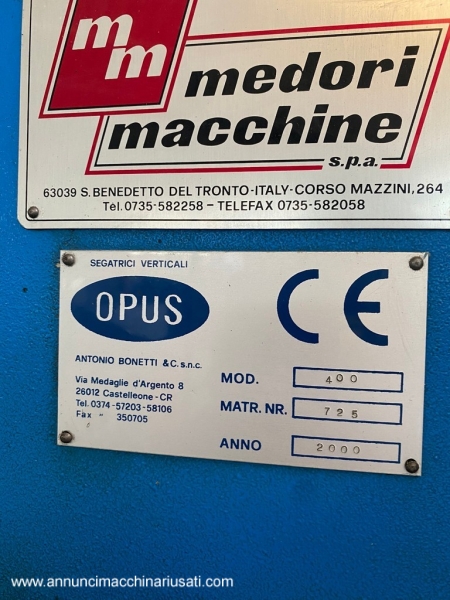 mm
medori
macchine
s.p.a.
63039 S. BENEDETTO DEL TRONTO-ITALY-CORSO MAZZINI, 264
Tel. 0735-582258 - TELEFAX 0735-582058
SEGATRICI VERTICALI
OPUS
CE
ANTONIO BONETTI & C. s.n.c.
Via Medaglie d'Argento 8
26012 Castelleone - CR
Tel. 0374-57203-58106
Fax " 350705
MOD. 400
MATR. NR. 725
ANNO 2000
www.annuncimacchinariusati.com